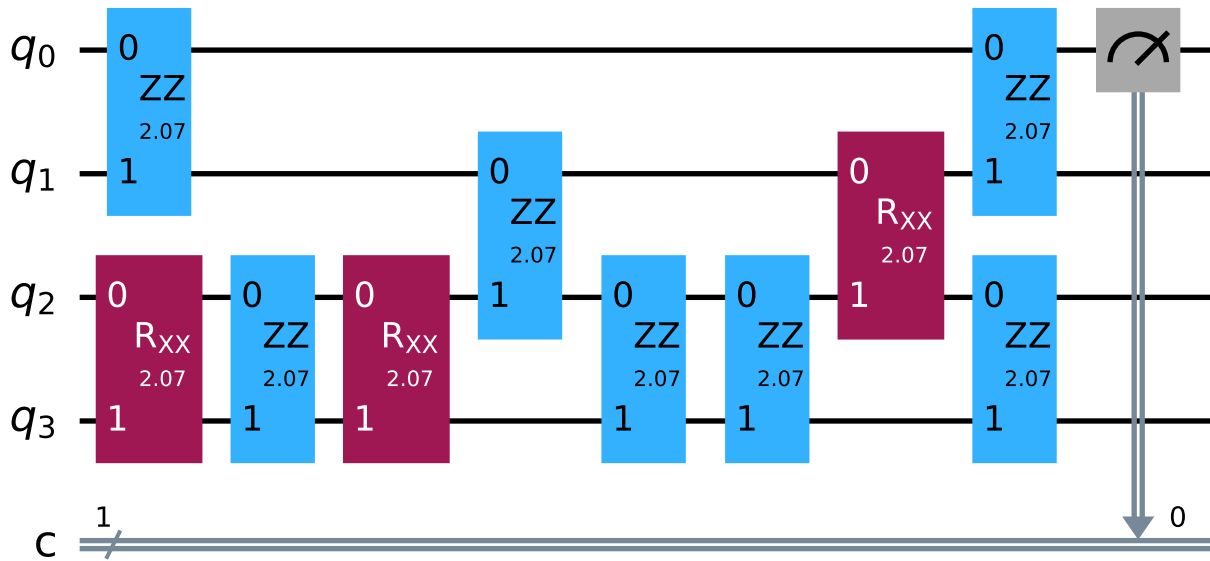 q0 0 0
ZZ ZZ
2.07 2.07
q1 1 0 0 1
ZZ RXX
2.07 2.07
q2 0 0 0 1 0 0 1 0
RXX ZZ RXX ZZ ZZ ZZ
2.07 2.07 2.07 2.07 2.07 2.07
q3 1 1 1 1 1 1
1 0
c